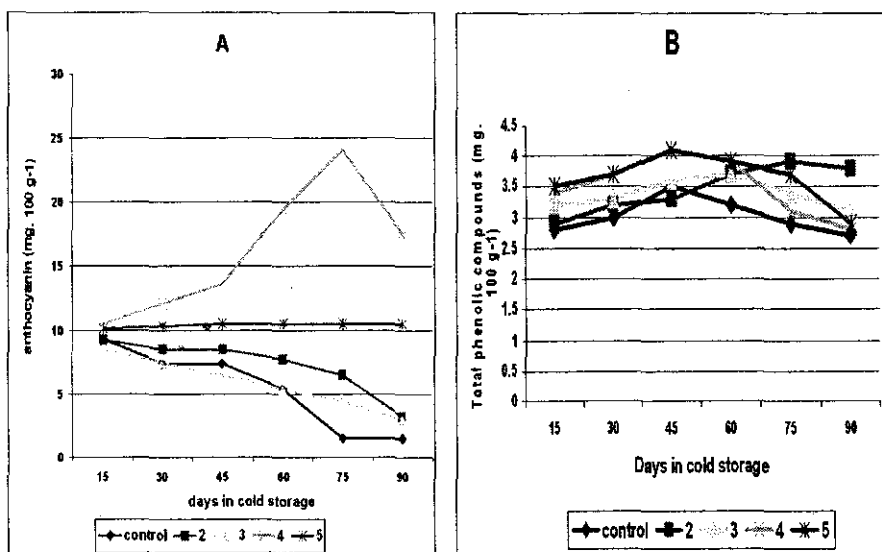 A
anthocyanin (mg. 100 g-1)
30
25
20
15
10
5
0
15 30 45 60 75 90
days in cold storage
control 2 3 4 5
B
Total phenolic compounds (mg. 100 g-1)
4.5
4
3.5
3
2.5
2
1.5
1
0.5
0
15 30 45 60 75 90
Days in cold storage
control 2 3 4 5